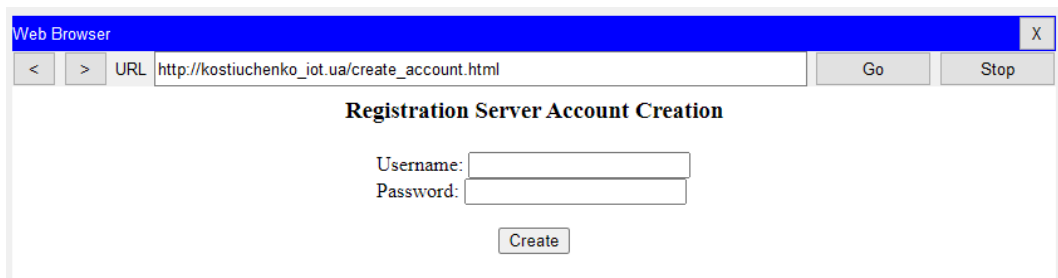 Web Browser X
< > URL http://kostiuchenko_iot.ua/create_account.html Go Stop
Registration Server Account Creation
Username:
Password:
Create